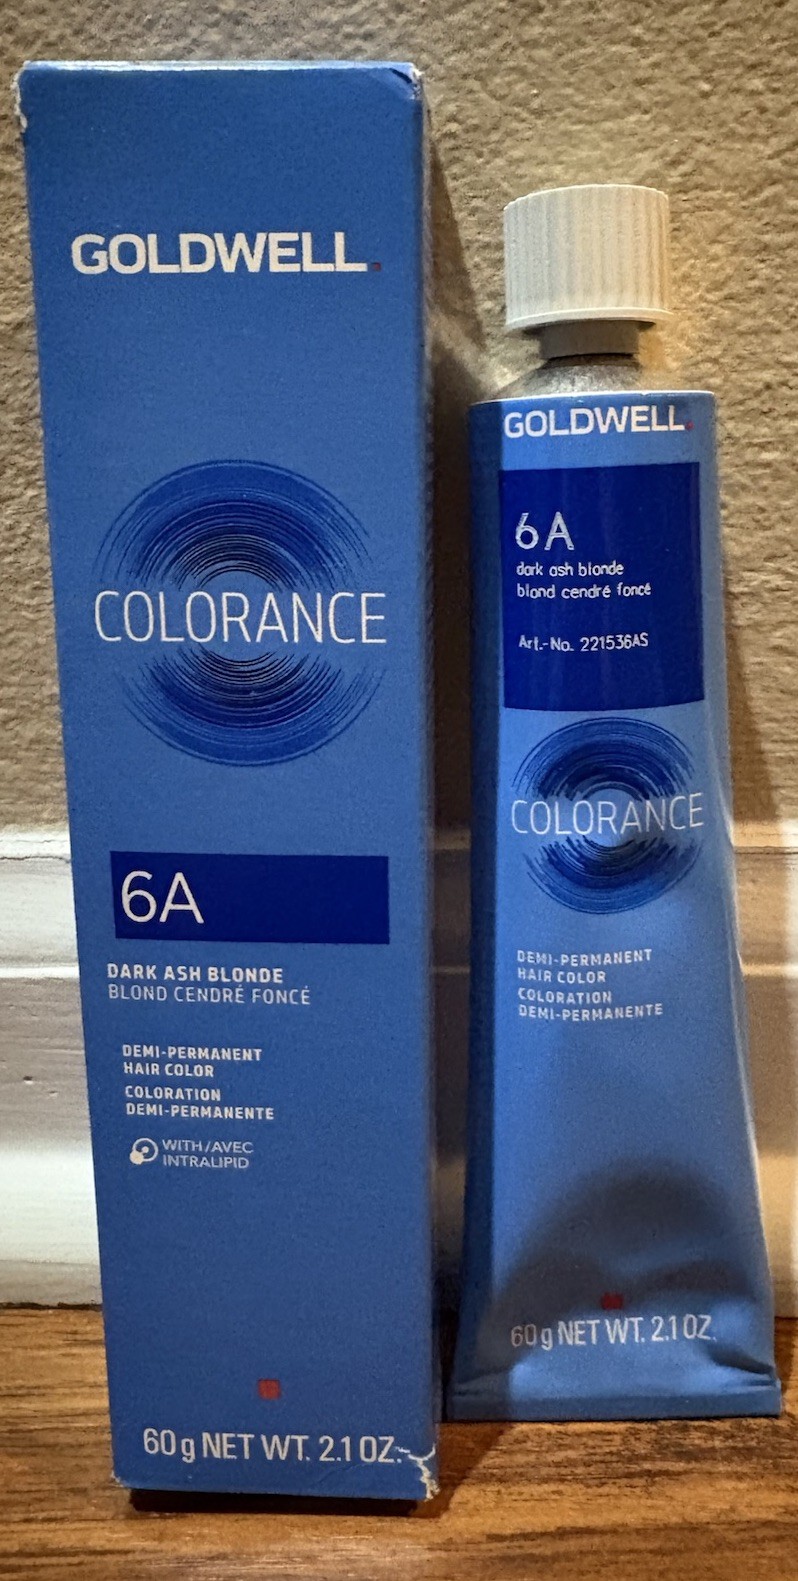 GOLDWELL.
COLORANCE
6A
DARK ASH BLONDE
BLOND CENDRÉ FONCÉ
DEMI-PERMANENT
HAIR COLOR
COLORATION
DEMI-PERMANENTE
WITH/AVEC
INTRALIPID
60g NET WT. 2.1 OZ.
GOLDWELL.
6A
dark ash blonde
blond cendré foncé
Art.-No. 221536AS
COLORANCE
DEMI-PERMANENT
HAIR COLOR
COLORATION
DEMI-PERMANENTE
60g NET WT. 2.1 OZ.